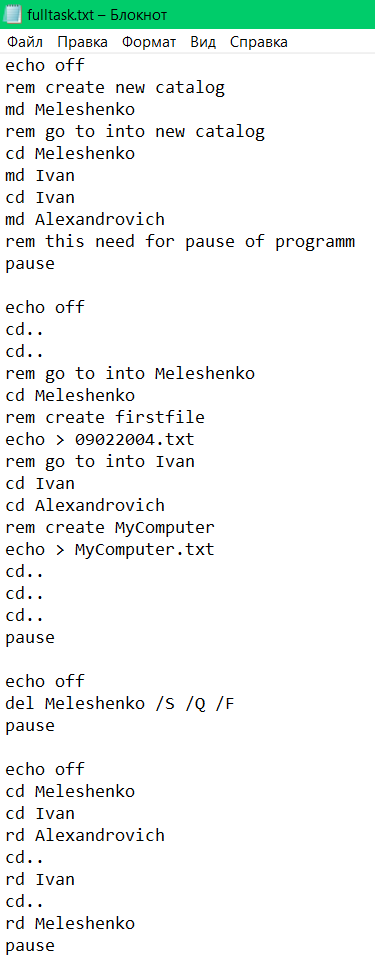 fulltask.txt – Блокнот
Файл Правка Формат Вид Справка
echo off
rem create new catalog
md Meleshenko
rem go to into new catalog
cd Meleshenko
md Ivan
cd Ivan
md Alexandrovich
rem this need for pause of programm
pause
echo off
cd..
cd..
rem go to into Meleshenko
cd Meleshenko
rem create firstfile
echo > 09022004.txt
rem go to into Ivan
cd Ivan
cd Alexandrovich
rem create MyComputer
echo > MyComputer.txt
cd..
cd..
cd..
pause
echo off
del Meleshenko /S /Q /F
pause
echo off
cd Meleshenko
cd Ivan
rd Alexandrovich
cd..
rd Ivan
cd..
rd Meleshenko
pause